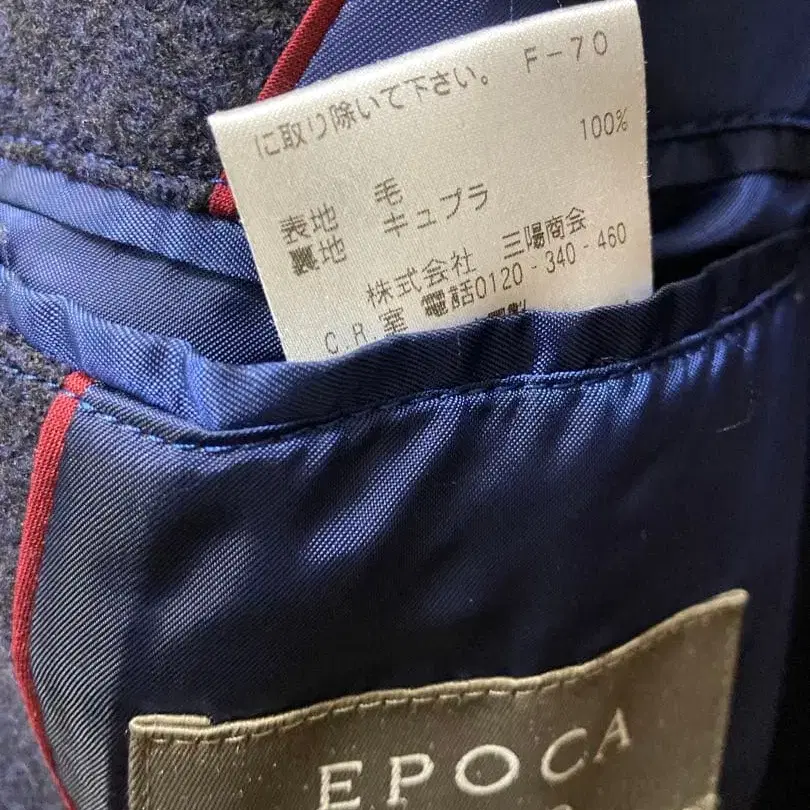 に取り除いて下さい。 F-70
100%
表地 毛
裏地 キュプラ
株式会社 三陽商会
C.R 室 電話0120-340-460
EPOCA